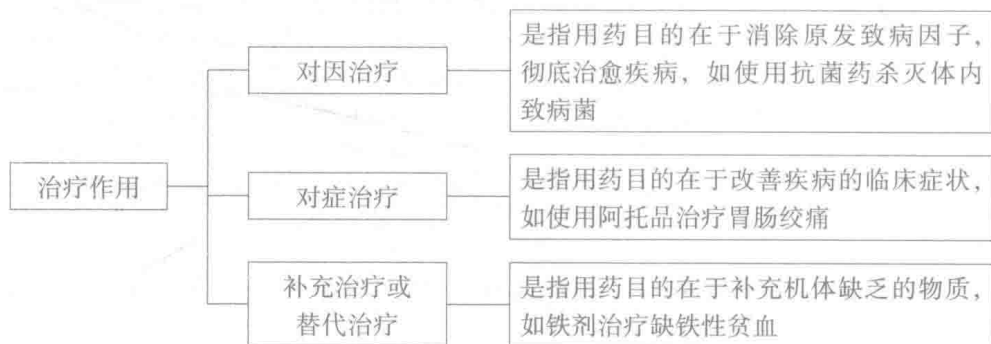 是指用药目的在于消除原发致病因子，
对因治疗
彻底治愈疾病，如使用抗菌药杀灭体内
致病菌
治疗作用
对症治疗
是指用药目的在于改善疾病的临床症状，
如使用阿托品治疗胃肠绞痛
补充治疗或
替代治疗
是指用药目的在于补充机体缺乏的物质，
如铁剂治疗缺铁性贫血